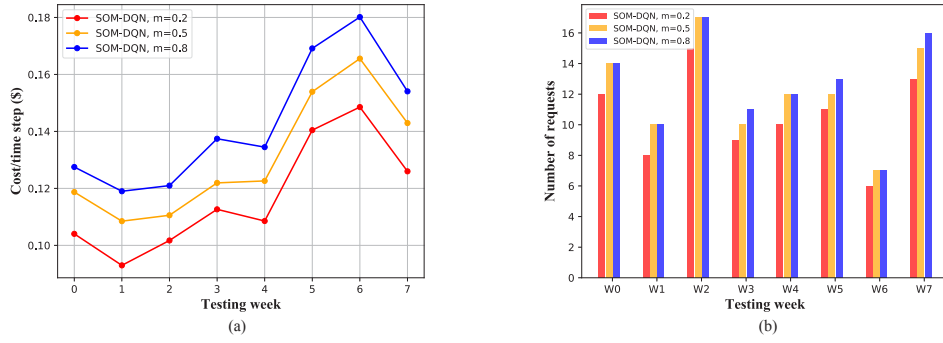 SOM-DQN, m=0.2
SOM-DQN, m=0.5
SOM-DQN, m=0.8
Cost/time step ($)
0.18
0.16
0.14
0.12
0.10
0 1 2 3 4 5 6 7
Testing week
(a)
SOM-DQN, m=0.2
SOM-DQN, m=0.5
SOM-DQN, m=0.8
Number of requests
16
14
12
10
8
6
4
2
0
W0 W1 W2 W3 W4 W5 W6 W7
Testing week
(b)